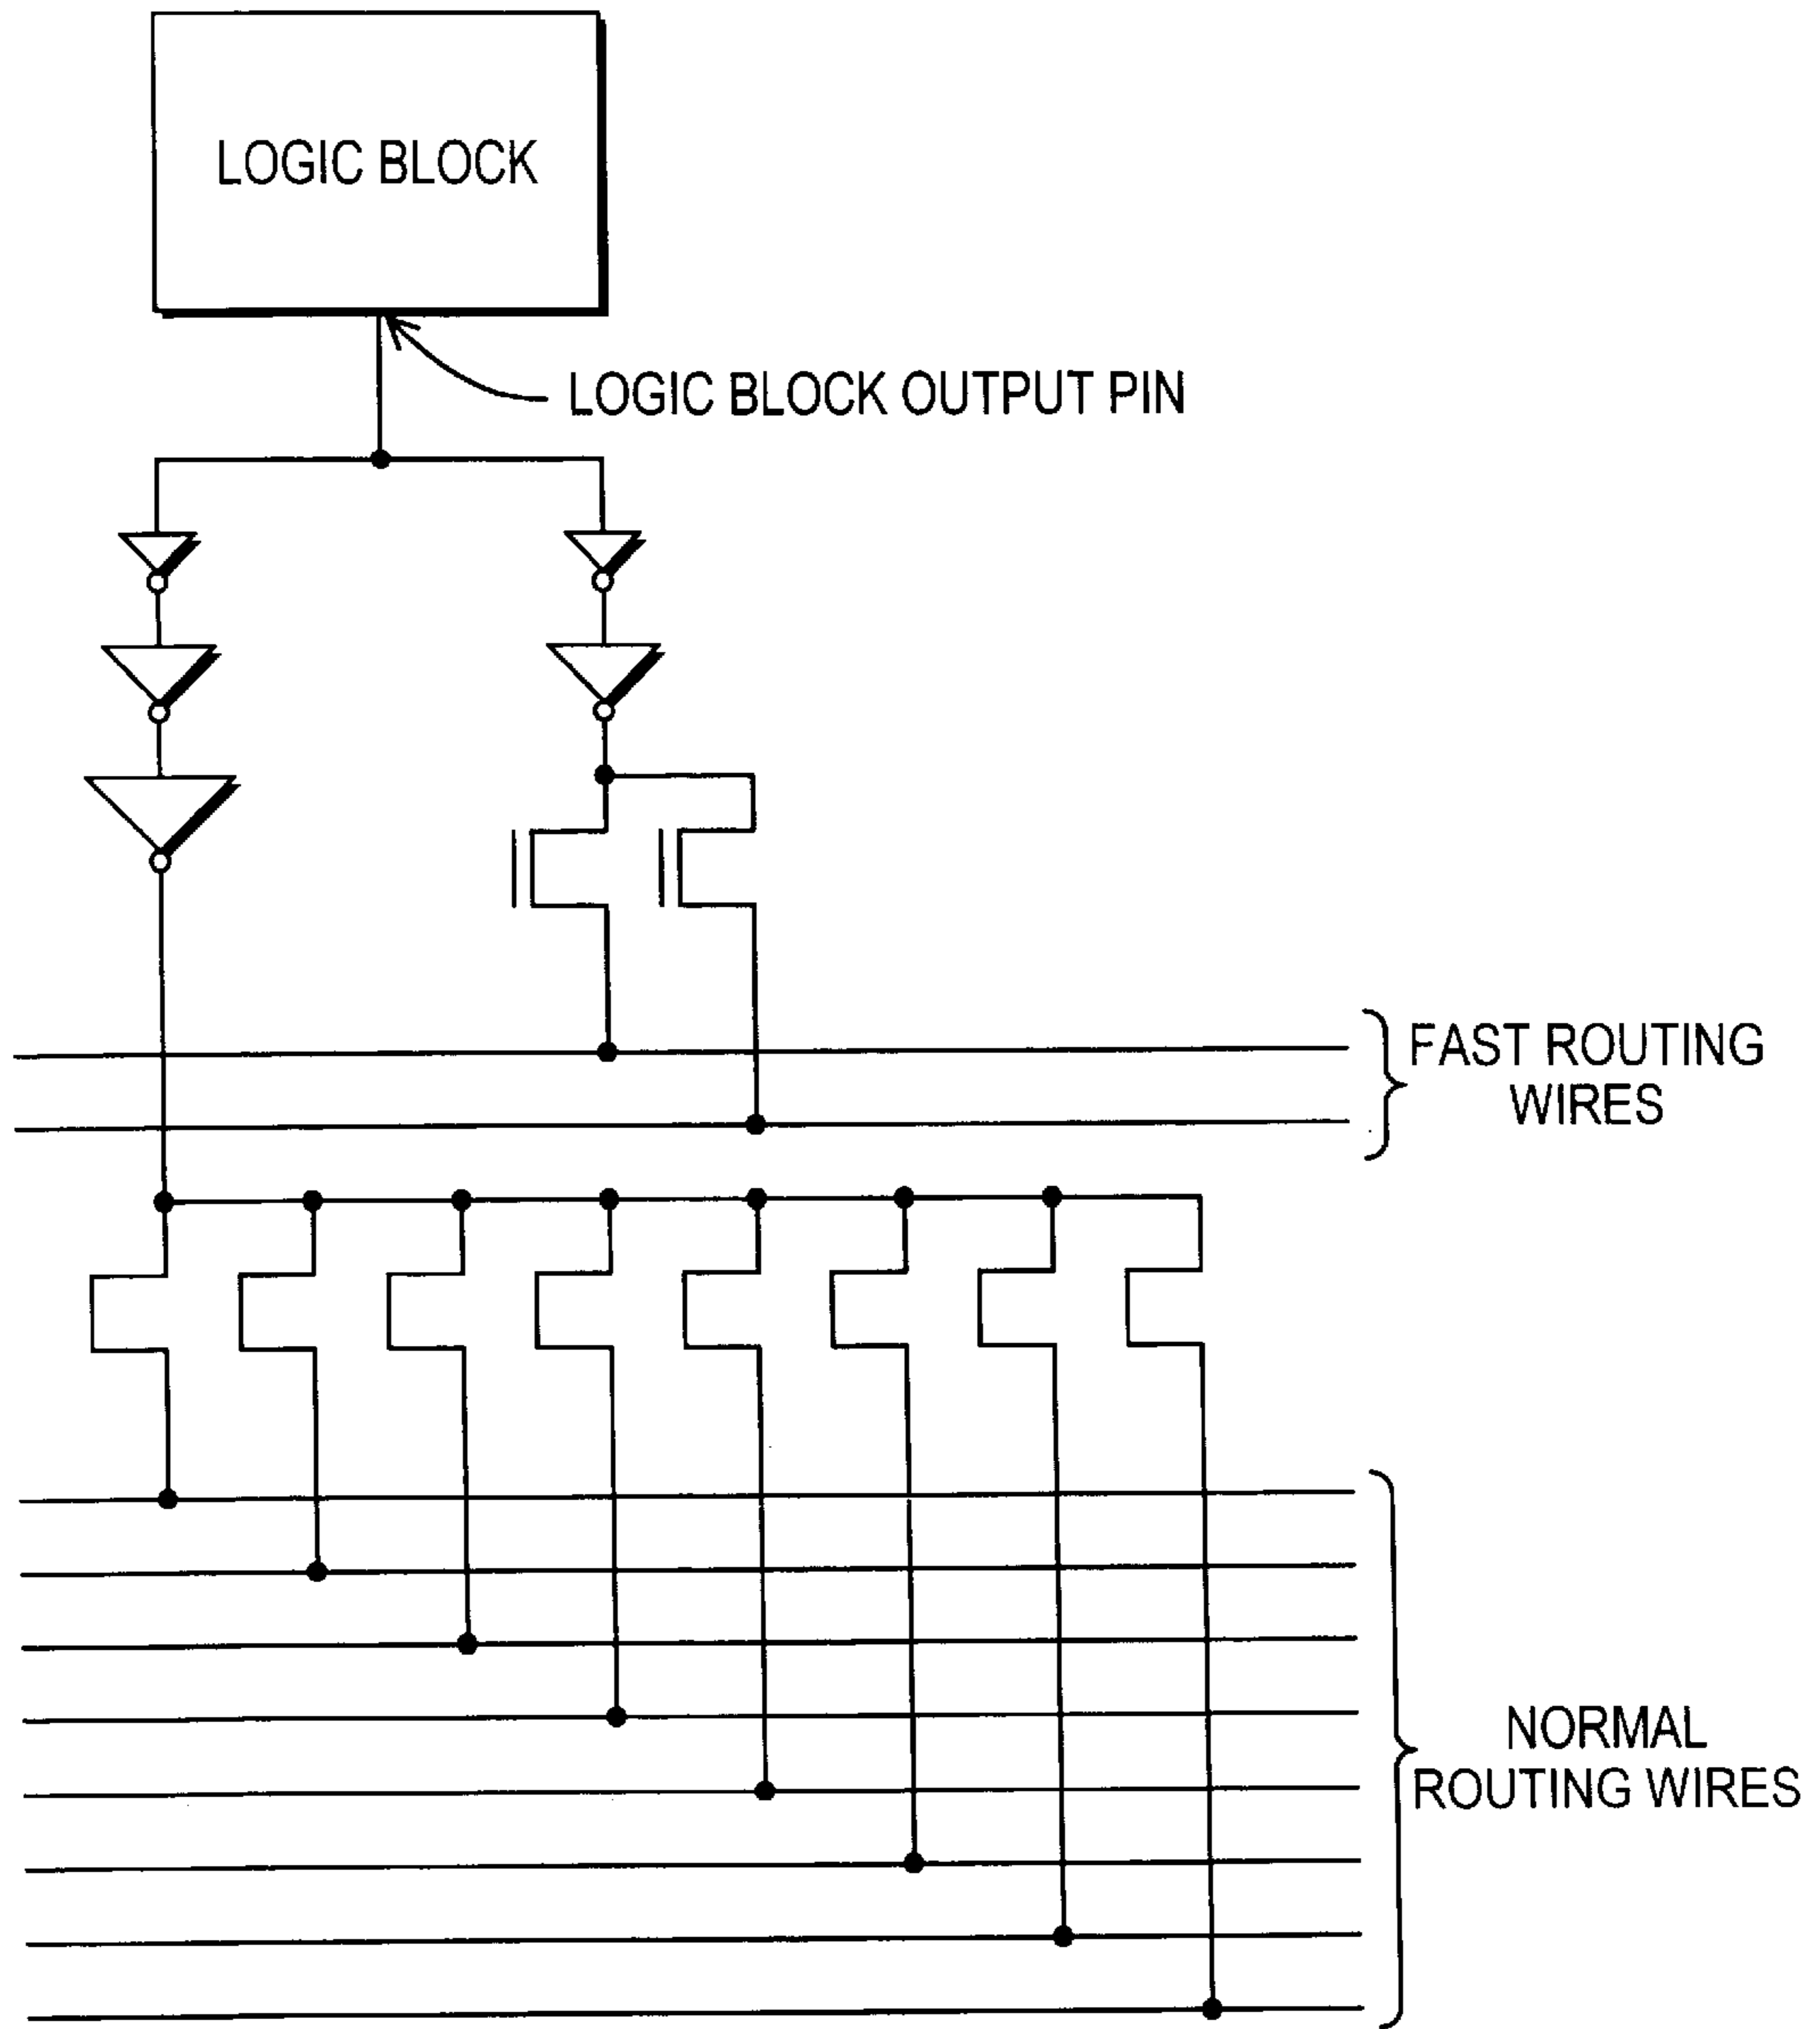 LOGIC BLOCK
LOGIC BLOCK OUTPUT PIN
FAST ROUTING
WIRES
NORMAL
ROUTING WIRES